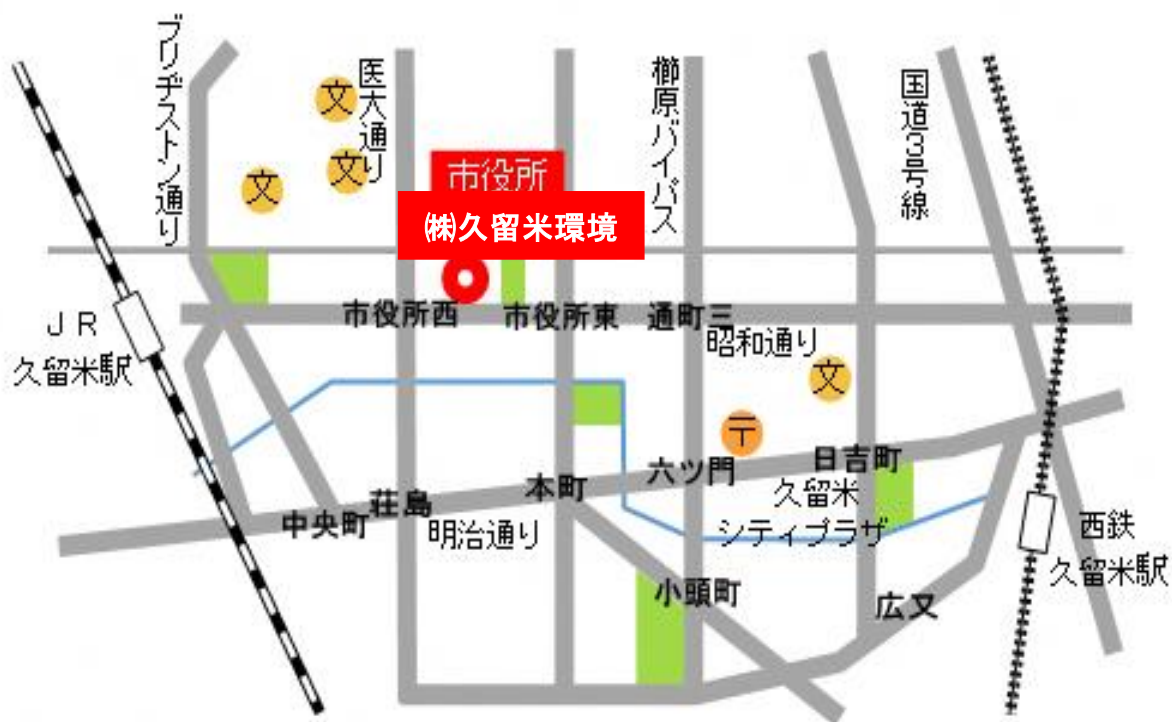 ブリヂストン通り
医大通り
櫛原バイパス
国道3号線
文
文
文
市役所
㈱久留米環境
市役所西
市役所東
通町三
昭和通り
ＪＲ
久留米駅
文
〒
日吉町
六ツ門
久留米
シティプラザ
本町
荘島
中央町
明治通り
西鉄
久留米駅
小頭町
広又